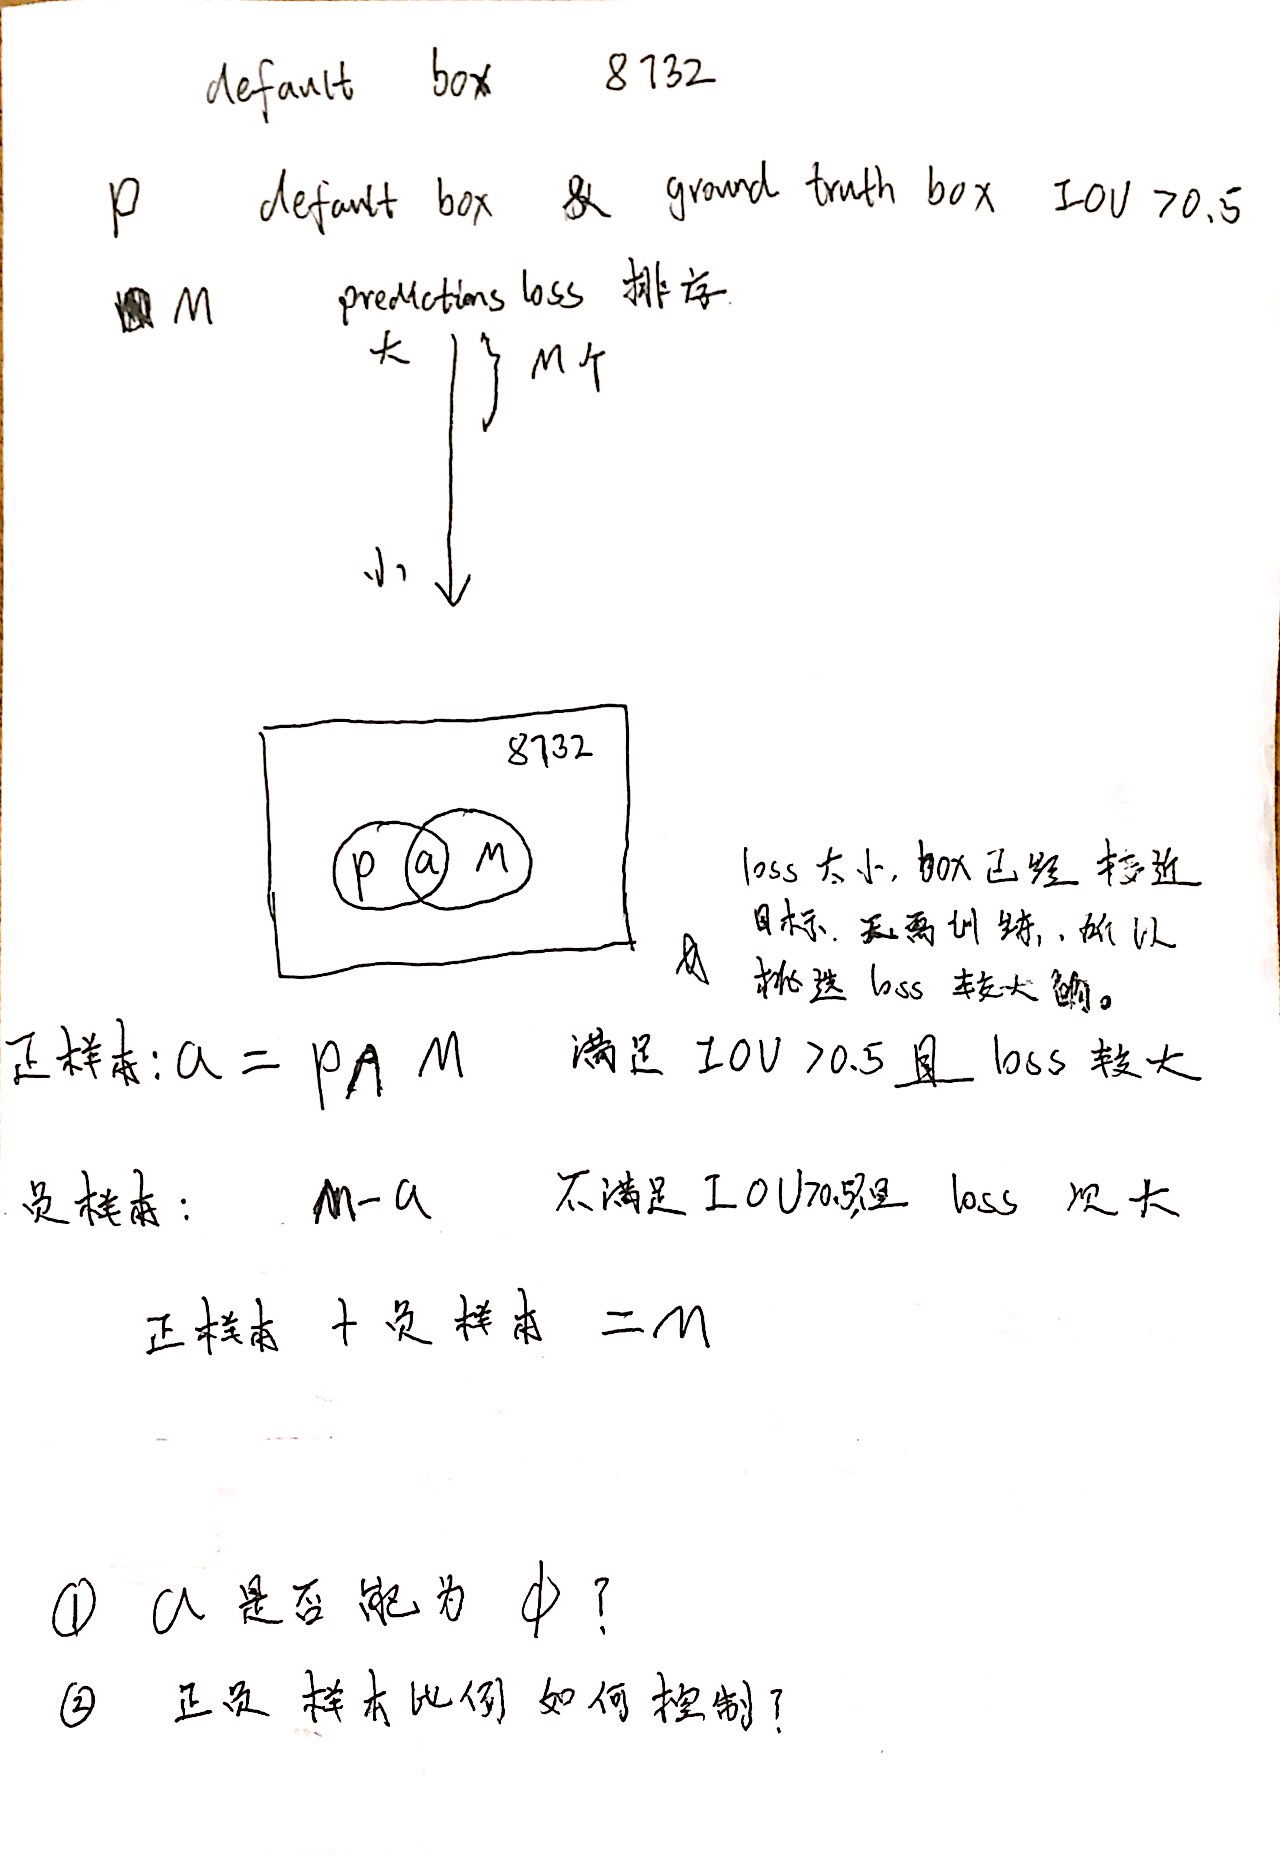 default box 8732
P default box & ground truth box IOU >0.5
M predictions loss 排序
大 M个
小
8732
P a M
loss 太小, box 已经 接近
目标. 无需训练, 所以
挑选 loss 较大的。
正样本: a = P∩M 满足 IOU >0.5 且 loss 较大
负样本: M-a 不满足 IOU>0.5但 loss 较大
正样本 + 负样本 = M
① a 是否能为 ф?
② 正负样本比例如何控制?